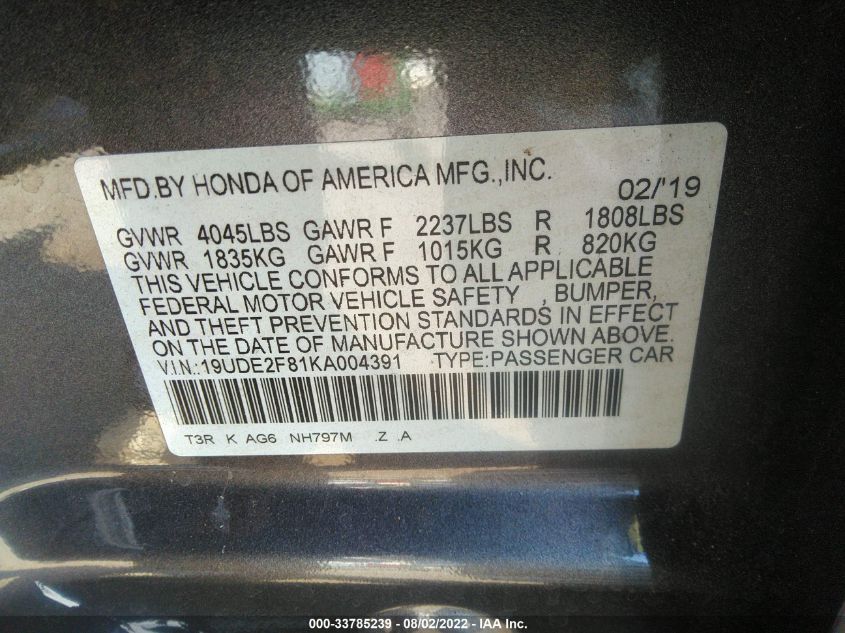 MFD.BY HONDA OF AMERICA MFG.,INC. 02/'19
GVWR 4045LBS GAWR F 2237LBS R 1808LBS
GVWR 1835KG GAWR F 1015KG R 820KG
THIS VEHICLE CONFORMS TO ALL APPLICABLE
FEDERAL MOTOR VEHICLE SAFETY , BUMPER,
AND THEFT PREVENTION STANDARDS IN EFFECT
ON THE DATE OF MANUFACTURE SHOWN ABOVE.
V.I.N.:19UDE2F81KA004391 TYPE:PASSENGER CAR
T3R K AG6 NH797M .Z .A
000-33785239 - 08/02/2022 - IAA Inc.